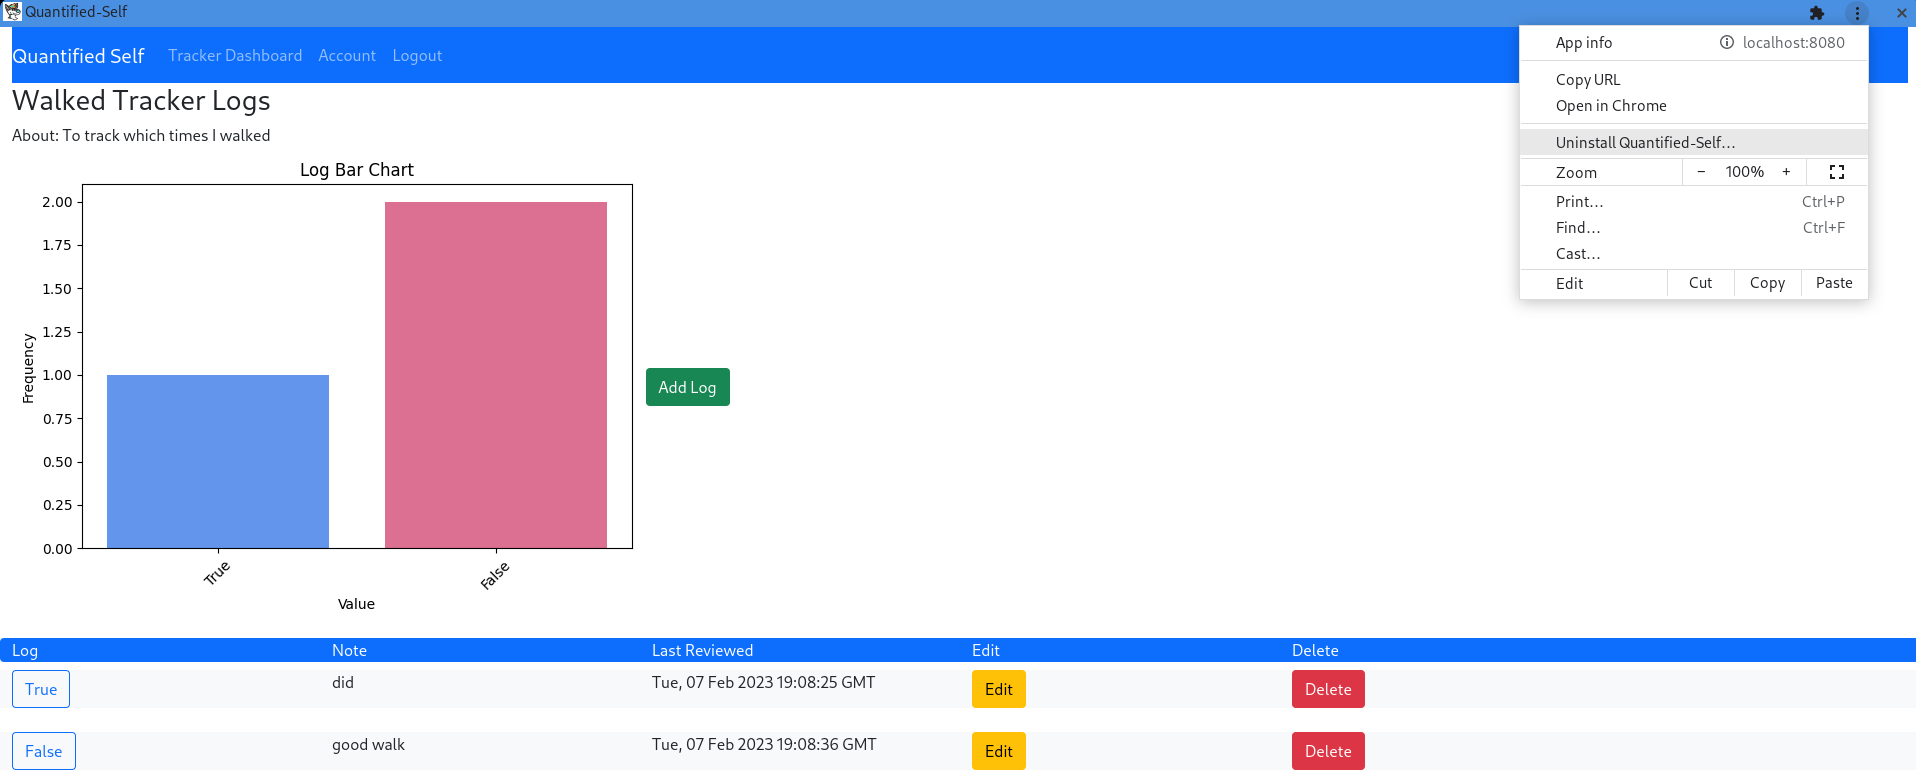 Quantified-Self
Quantified Self Tracker Dashboard Account Logout
App info localhost:8080
Copy URL
Open in Chrome
Uninstall Quantified-Self...
Zoom - 100% +
Print... Ctrl+P
Find... Ctrl+F
Cast...
Edit Cut Copy Paste
Walked Tracker Logs
About: To track which times I walked
Log Bar Chart
2.00
1.75
1.50
1.25
1.00
0.75
0.50
0.25
0.00
Frequency
True False
Value
Add Log
Log Note Last Reviewed Edit Delete
True did Tue, 07 Feb 2023 19:08:25 GMT Edit Delete
False good walk Tue, 07 Feb 2023 19:08:36 GMT Edit Delete